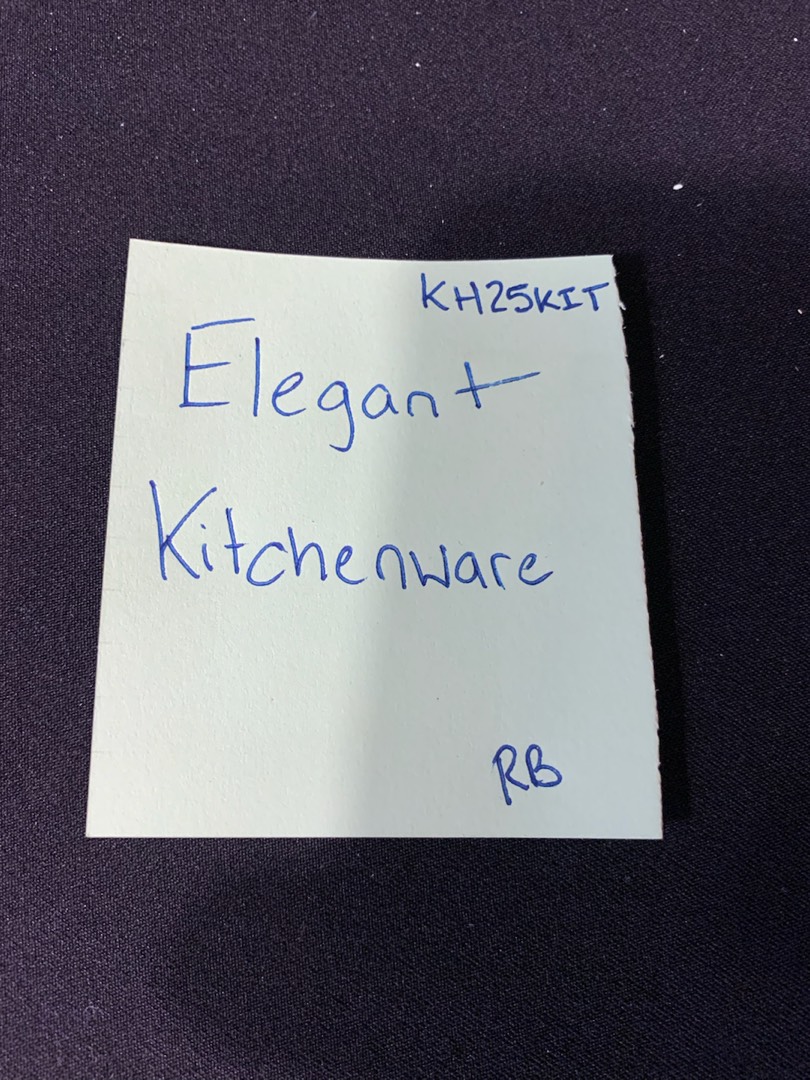 KH25KIT
Elegant
Kitchenware
RB